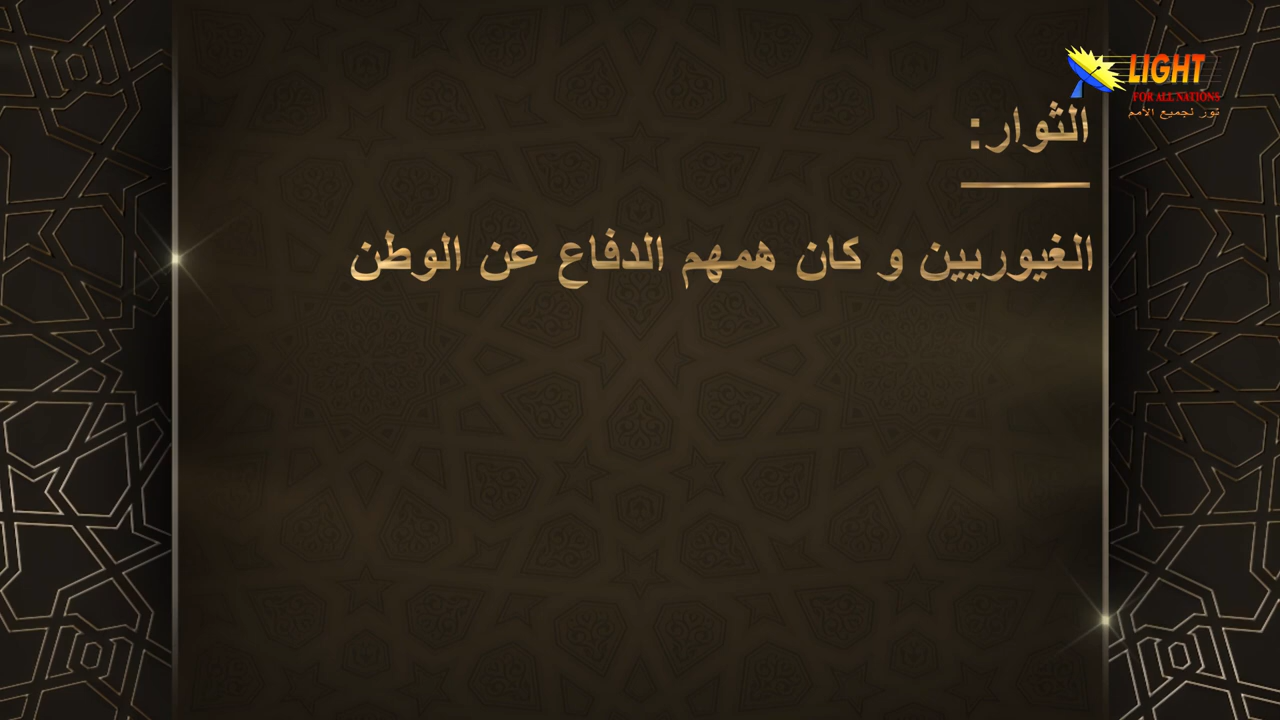 LIGHT
FOR ALL NATIONS
نور لجميع الأمم
الثوار:
الغيوريين و كان همهم الدفاع عن الوطن